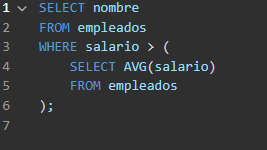 1 SELECT nombre
2 FROM empleados
3 WHERE salario > (
4 SELECT AVG(salario)
5 FROM empleados
6 );
7